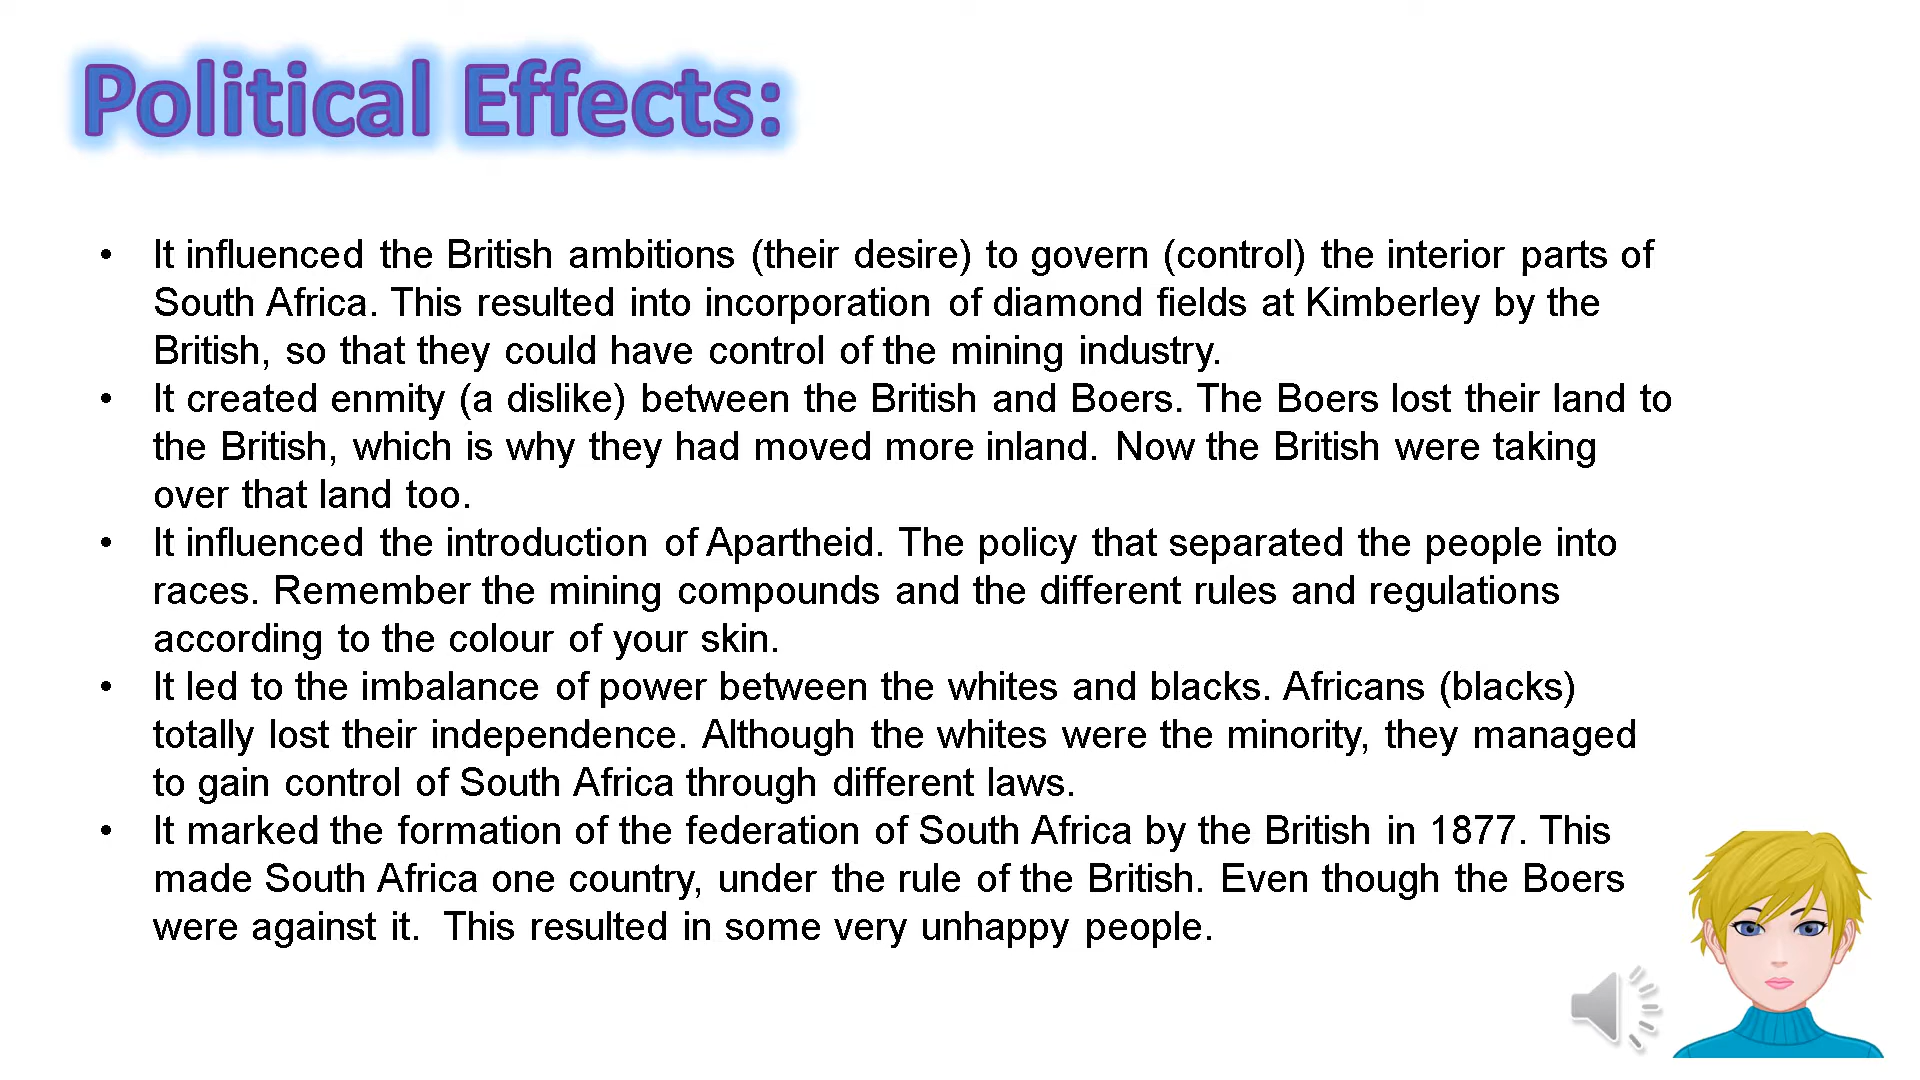 Political Effects:
• It influenced the British ambitions (their desire) to govern (control) the interior parts of
South Africa. This resulted into incorporation of diamond fields at Kimberley by the
British, so that they could have control of the mining industry.
• It created enmity (a dislike) between the British and Boers. The Boers lost their land to
the British, which is why they had moved more inland. Now the British were taking
over that land too.
• It influenced the introduction of Apartheid. The policy that separated the people into
races. Remember the mining compounds and the different rules and regulations
according to the colour of your skin.
• It led to the imbalance of power between the whites and blacks. Africans (blacks)
totally lost their independence. Although the whites were the minority, they managed
to gain control of South Africa through different laws.
• It marked the formation of the federation of South Africa by the British in 1877. This
made South Africa one country, under the rule of the British. Even though the Boers
were against it.  This resulted in some very unhappy people.